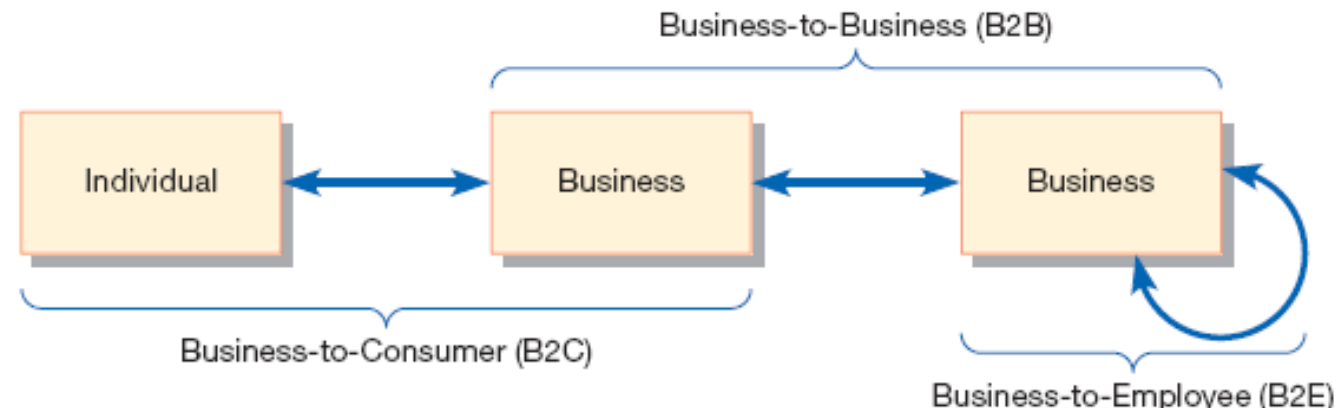 Business-to-Business (B2B)
Individual
Business
Business
Business-to-Consumer (B2C)
Business-to-Employee (B2E)